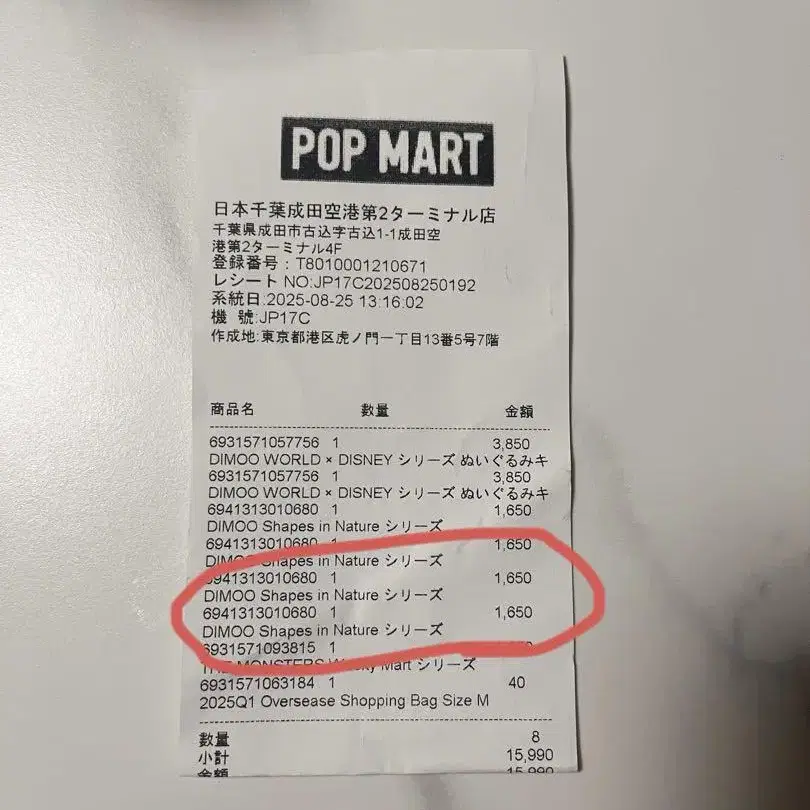 POP MART
日本千葉成田空港第2ターミナル店
千葉県成田市古込字古込1-1成田空
港第2ターミナル4F
登録番号：T8010001210671
レシート NO:JP17C202508250192
系統日:2025-08-25 13:16:02
機 號:JP17C
作成地:東京都港区虎ノ門一丁目13番5号7階
商品名 数量 金額
6931571057756 1 3,850
DIMOO WORLD × DISNEY シリーズ ぬいぐるみキ
6931571057756 1 3,850
DIMOO WORLD × DISNEY シリーズ ぬいぐるみキ
6941313010680 1 1,650
DIMOO Shapes in Nature シリーズ
6941313010680 1 1,650
DIMOO Shapes in Nature シリーズ
6941313010680 1 1,650
DIMOO Shapes in Nature シリーズ
6941313010680 1 1,650
DIMOO Shapes in Nature シリーズ
6931571093815 1
THE MONSTERS Wacky Mart シリーズ
6931571063184 1 40
2025Q1 Oversease Shopping Bag Size M
数量 8
小計 15,990
金額 15,990